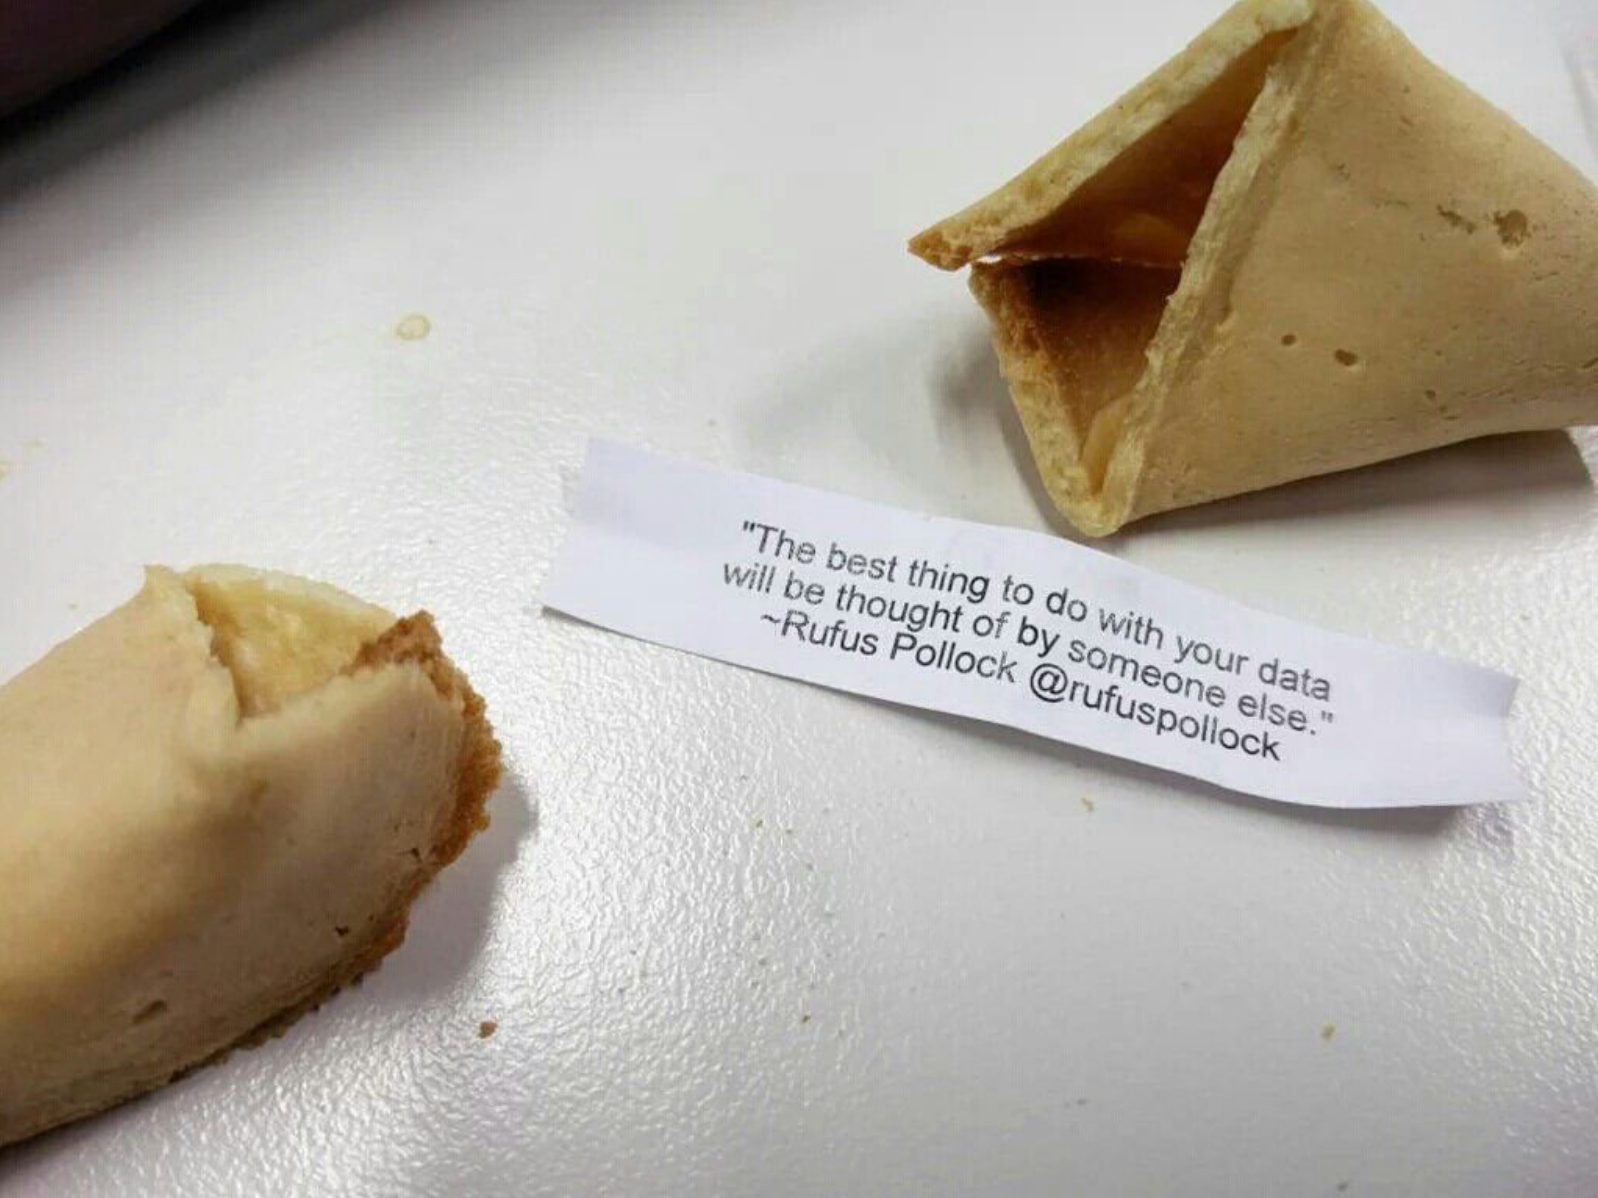 "The best thing to do with your data
will be thought of by someone else."
~Rufus Pollock @rufuspollock